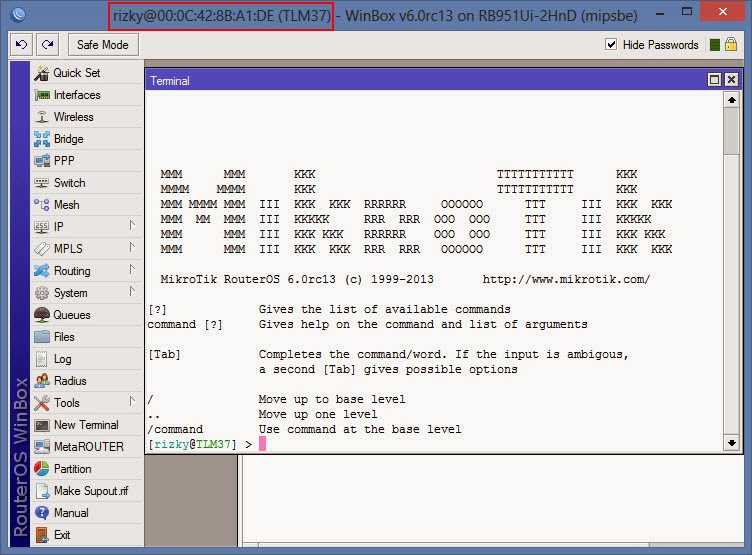 rizky@00:0C:42:8B:A1:DE (TLM37) - WinBox v6.0rc13 on RB951Ui-2HnD (mipsbe)
Safe Mode
Hide Passwords
Quick Set
Interfaces
Wireless
Bridge
PPP
Switch
Mesh
IP
MPLS
Routing
System
Queues
Files
Log
Radius
Tools
New Terminal
MetaROUTER
Partition
Make Supout.rif
Manual
Exit
RouterOS WinBox
Terminal
MMM      MMM       KKK                          TTTTTTTTTTT      KKK
MMMM    MMMM       KKK                          TTTTTTTTTTT      KKK
MMM MMMM MMM  III  KKK  KKK  RRRRRR     OOOOOO      TTT     III  KKK  KKK
MMM  MM  MMM  III  KKKKK     RRR  RRR  OOO  OOO     TTT     III  KKKKK
MMM      MMM  III  KKK KKK   RRRRRR    OOO  OOO     TTT     III  KKK KKK
MMM      MMM  III  KKK  KKK  RRR  RRR   OOOOOO      TTT     III  KKK  KKK
MikroTik RouterOS 6.0rc13 (c) 1999-2013       http://www.mikrotik.com/
[?]             Gives the list of available commands
command [?]     Gives help on the command and list of arguments
[Tab]           Completes the command/word. If the input is ambigous,
a second [Tab] gives possible options
/               Move up to base level
..              Move up one level
/command        Use command at the base level
[rizky@TLM37] >